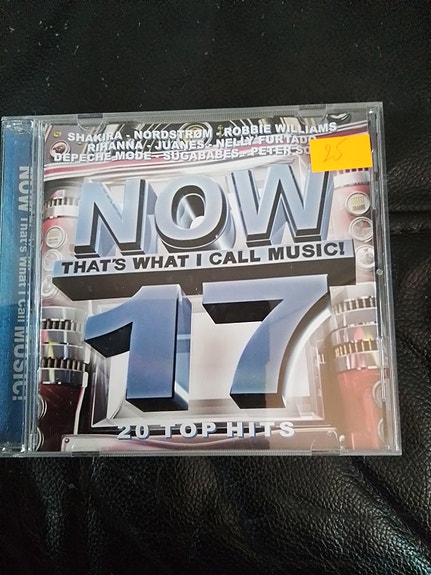 SHAKIRA - NORDSTRØM - ROBBIE WILLIAMS
RIHANNA - JUANES - NELLY FURTADO
DEPECHE MODE - SUGABABES - PETER
25
NOW
THAT'S WHAT I CALL MUSIC!
17
20 TOP HITS
NOW That's What I Call MUSIC!